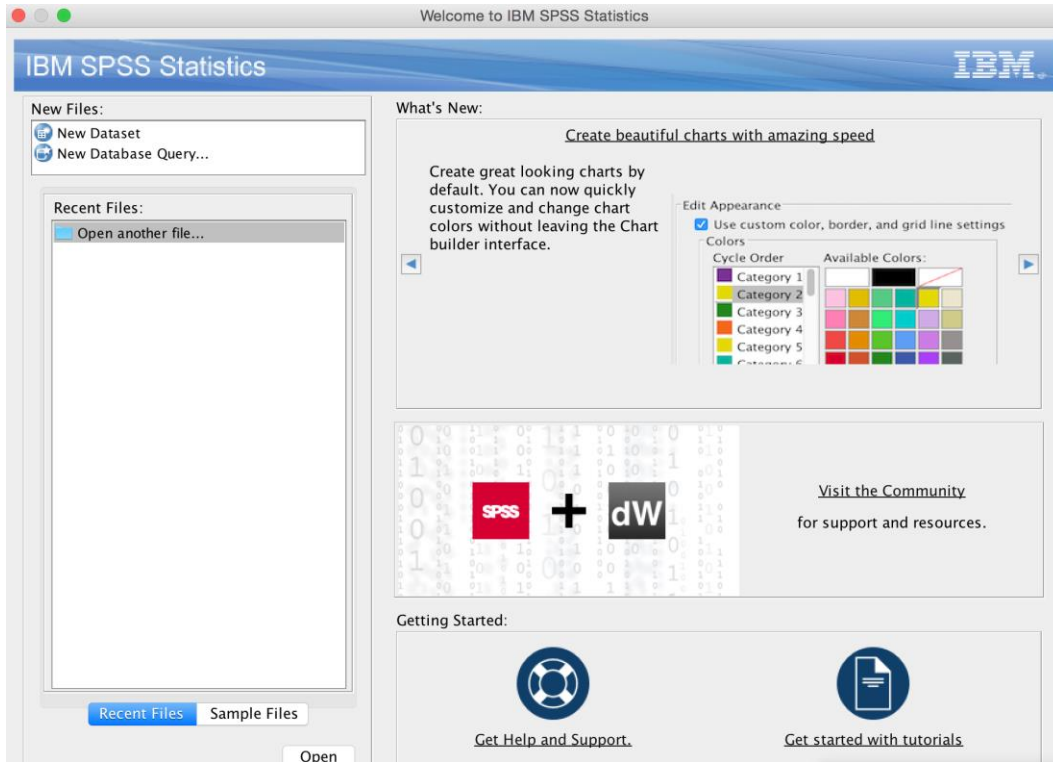 Welcome to IBM SPSS Statistics
IBM SPSS Statistics
IBM
New Files:
New Dataset
New Database Query...
Recent Files:
Open another file...
Recent Files
Sample Files
Open
What's New:
Create beautiful charts with amazing speed
Create great looking charts by
default. You can now quickly
customize and change chart
colors without leaving the Chart
builder interface.
Edit Appearance
Use custom color, border, and grid line settings
Colors
Cycle Order
Available Colors:
Category 1
Category 2
Category 3
Category 4
Category 5
Category 6
SPSS
+
dW
Visit the Community
for support and resources.
Getting Started:
Get Help and Support.
Get started with tutorials